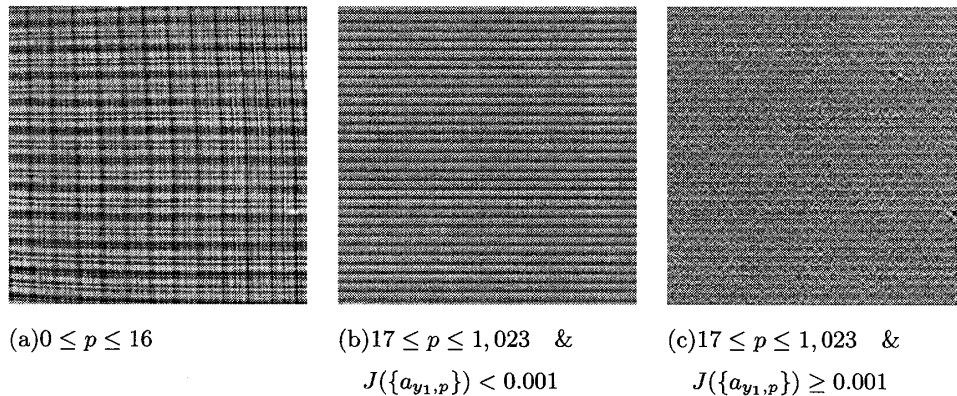 (a)0 ≤ p ≤ 16
(b)17 ≤ p ≤ 1, 023 &
J({a_{y_1,p}}) < 0.001
(c)17 ≤ p ≤ 1, 023 &
J({a_{y_1,p}}) ≥ 0.001